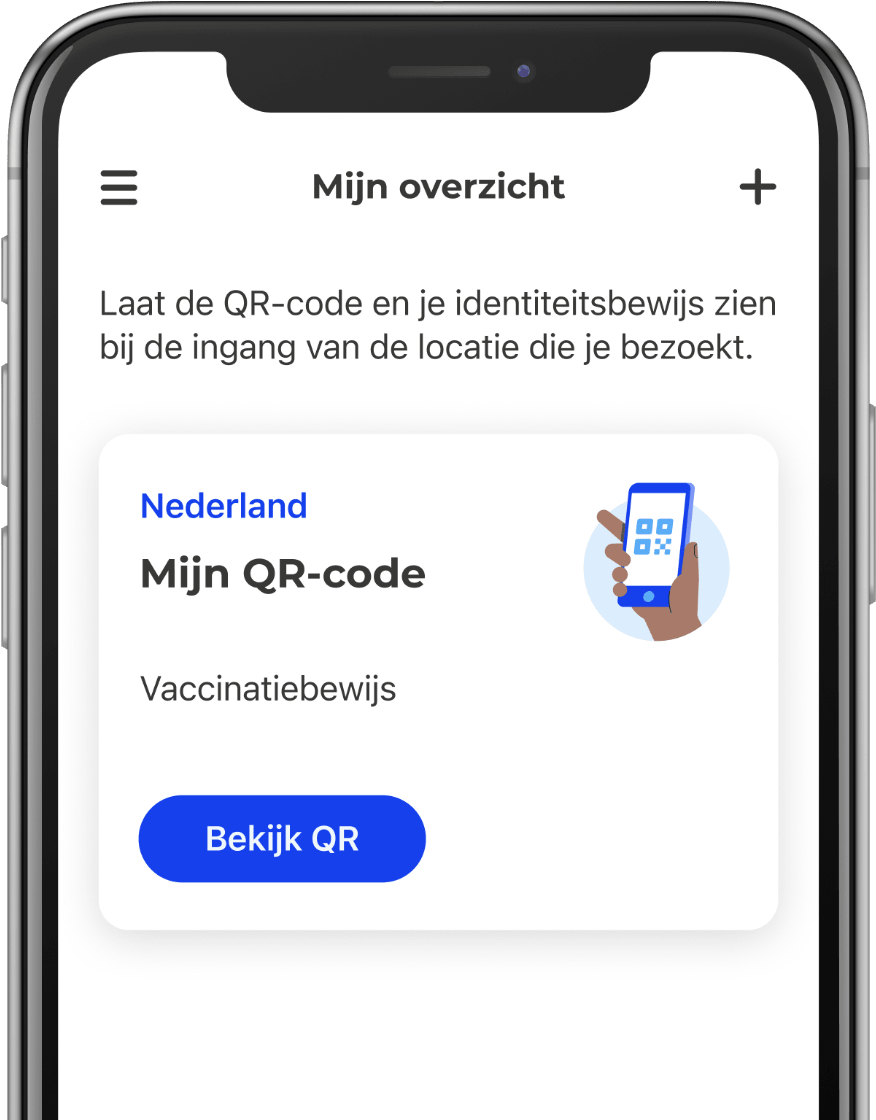 Mijn overzicht
Laat de QR-code en je identiteitsbewijs zien
bij de ingang van de locatie die je bezoekt.
Nederland
Mijn QR-code
Vaccinatiebewijs
Bekijk QR